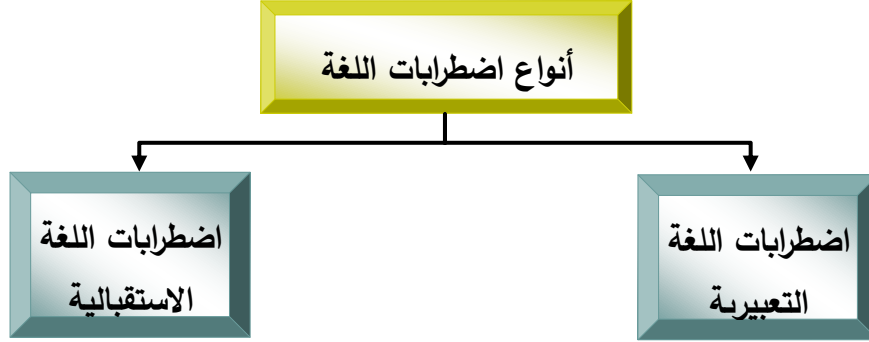 أنواع اضطرابات اللغة
اضطرابات اللغة
التعبيرية
اضطرابات اللغة
الاستقبالية